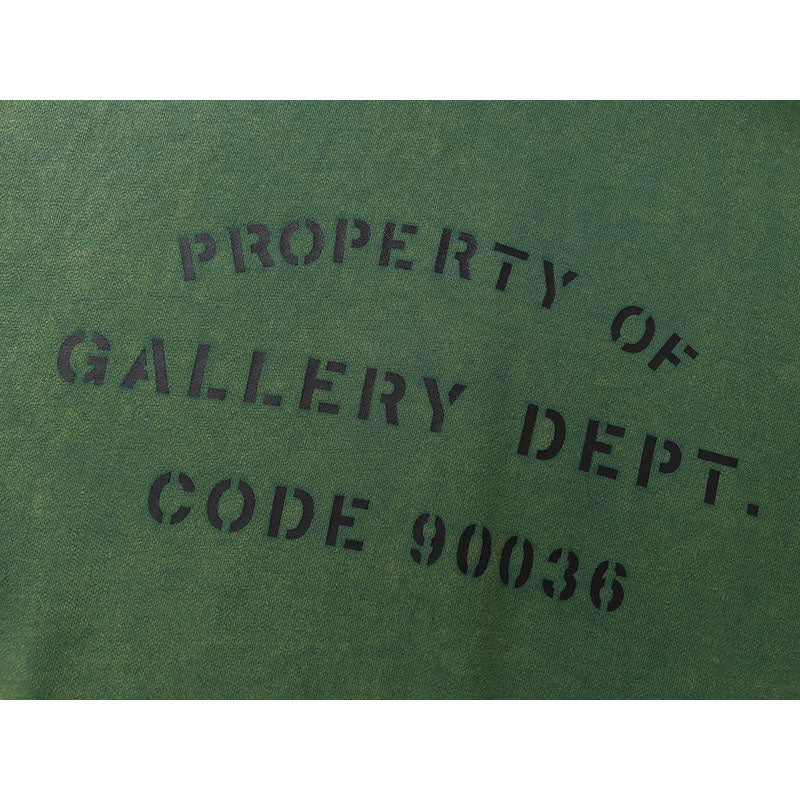 PROPERTY OF
GALLERY DEPT.
CODE 90036